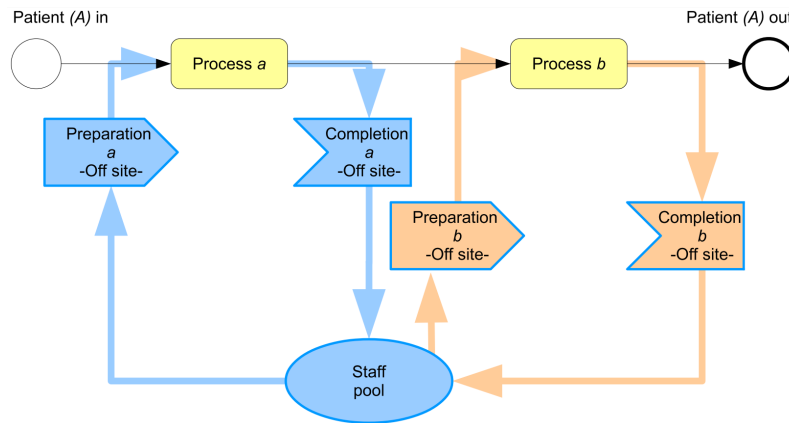 Patient (A) in
Patient (A) out
Process a
Process b
Preparation
a
-Off site-
Completion
a
-Off site-
Preparation
b
-Off site-
Completion
b
-Off site-
Staff
pool